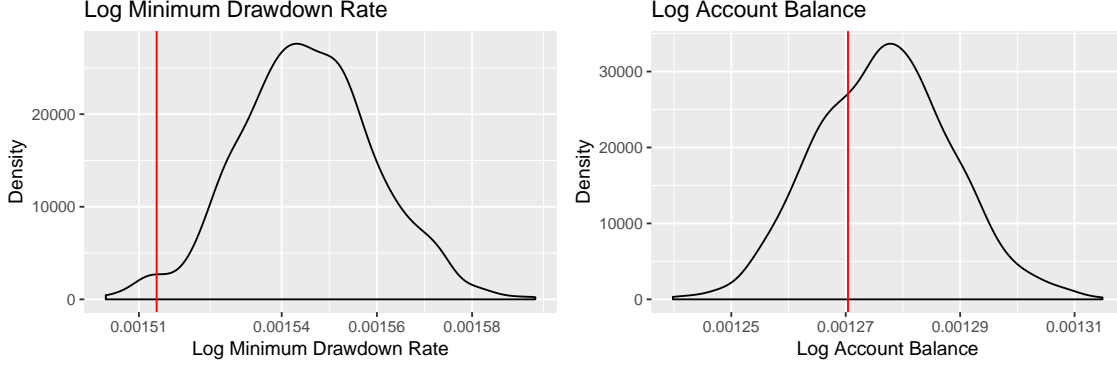 Log Minimum Drawdown Rate
Density
20000
10000
0
0.00151
0.00154
0.00156
0.00158
Log Minimum Drawdown Rate
Log Account Balance
Density
30000
20000
10000
0
0.00125
0.00127
0.00129
0.00131
Log Account Balance